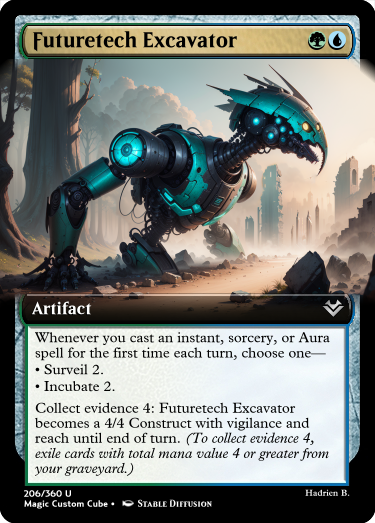 Futuretech Excavator
Artifact
Whenever you cast an instant, sorcery, or Aura
spell for the first time each turn, choose one—
• Surveil 2.
• Incubate 2.
Collect evidence 4: Futuretech Excavator
becomes a 4/4 Construct with vigilance and
reach until end of turn. (To collect evidence 4,
exile cards with total mana value 4 or greater from
your graveyard.)
206/360 U
Hadrien B.
Magic Custom Cube • Stable Diffusion